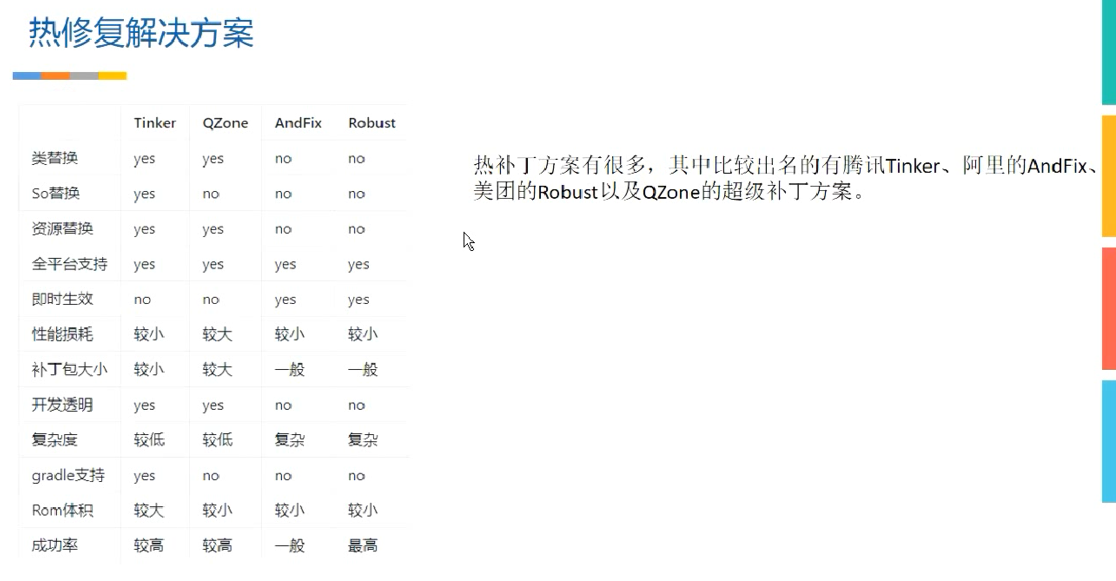 热修复解决方案
Tinker QZone AndFix Robust
类替换 yes yes no no
So替换 yes no no no
资源替换 yes yes no no
全平台支持 yes yes yes yes
即时生效 no no yes yes
性能损耗 较小 较大 较小 较小
补丁包大小 较小 较大 一般 一般
开发透明 yes yes no no
复杂度 较低 较低 复杂 复杂
gradle支持 yes no no no
Rom体积 较大 较小 较小 较小
成功率 较高 较高 一般 最高
热补丁方案有很多，其中比较出名的有腾讯Tinker、阿里的AndFix、
美团的Robust以及QZone的超级补丁方案。